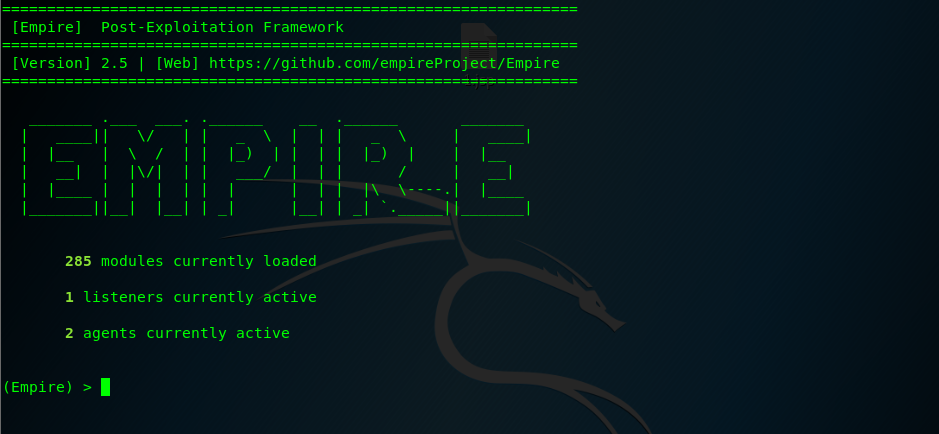 ================================================================
[Empire]  Post-Exploitation Framework
================================================================
[Version] 2.5 | [Web] https://github.com/empireProject/Empire
================================================================
EMPIRE
285 modules currently loaded
1 listeners currently active
2 agents currently active
(Empire) >